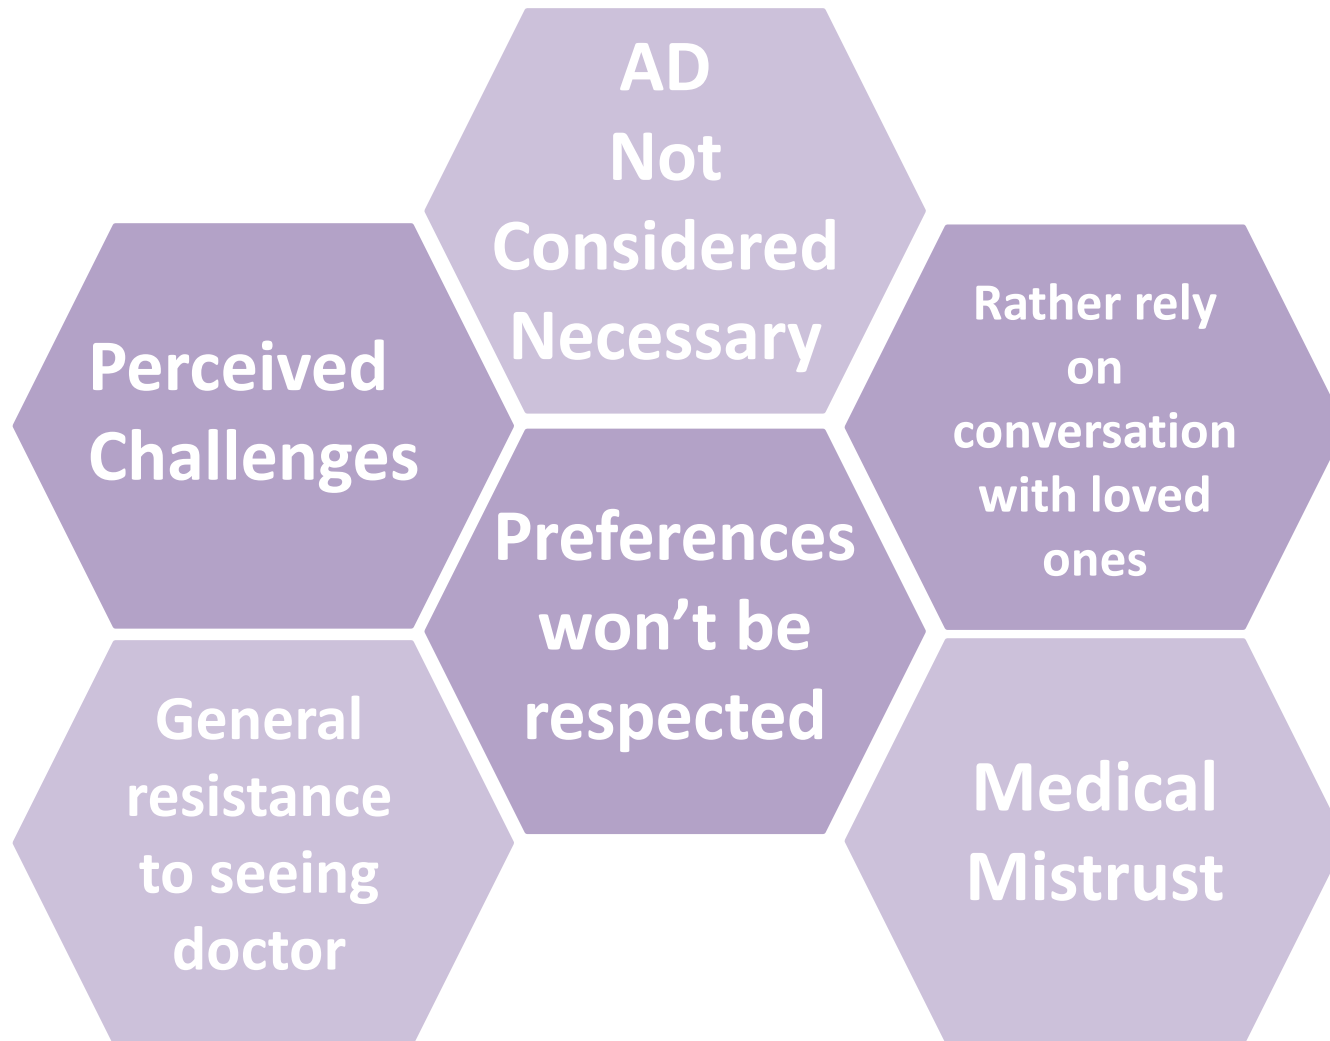 AD
Not
Considered
Necessary
Perceived
Challenges
Rather rely
on
conversation
with loved
ones
Preferences
won’t be
respected
General
resistance
to seeing
doctor
Medical
Mistrust